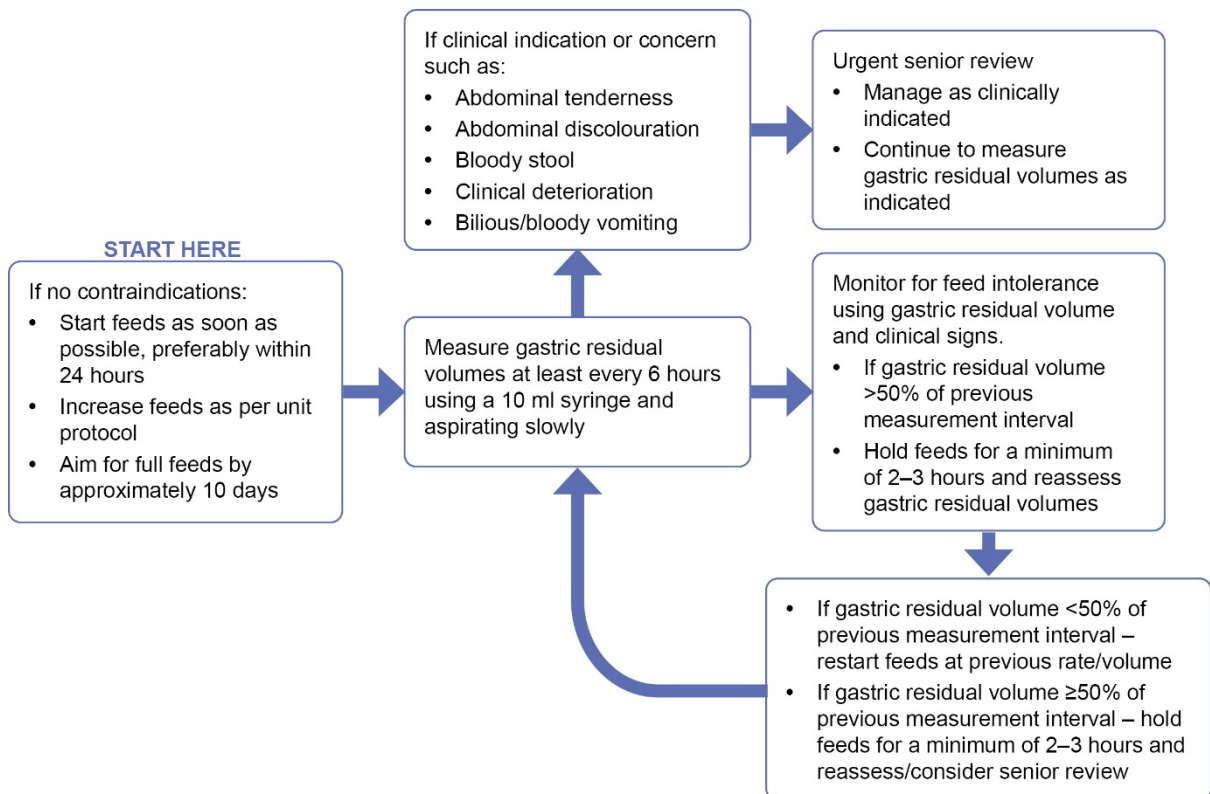 START HERE
If no contraindications:
• Start feeds as soon as
possible, preferably within
24 hours
• Increase feeds as per unit
protocol
• Aim for full feeds by
approximately 10 days
If clinical indication or concern
such as:
• Abdominal tenderness
• Abdominal discolouration
• Bloody stool
• Clinical deterioration
• Bilious/bloody vomiting
Urgent senior review
• Manage as clinically
indicated
• Continue to measure
gastric residual volumes as
indicated
Measure gastric residual
volumes at least every 6 hours
using a 10 ml syringe and
aspirating slowly
Monitor for feed intolerance
using gastric residual volume
and clinical signs.
• If gastric residual volume
>50% of previous
measurement interval
• Hold feeds for a minimum
of 2–3 hours and reassess
gastric residual volumes
• If gastric residual volume <50% of
previous measurement interval –
restart feeds at previous rate/volume
• If gastric residual volume ≥50% of
previous measurement interval – hold
feeds for a minimum of 2–3 hours and
reassess/consider senior review